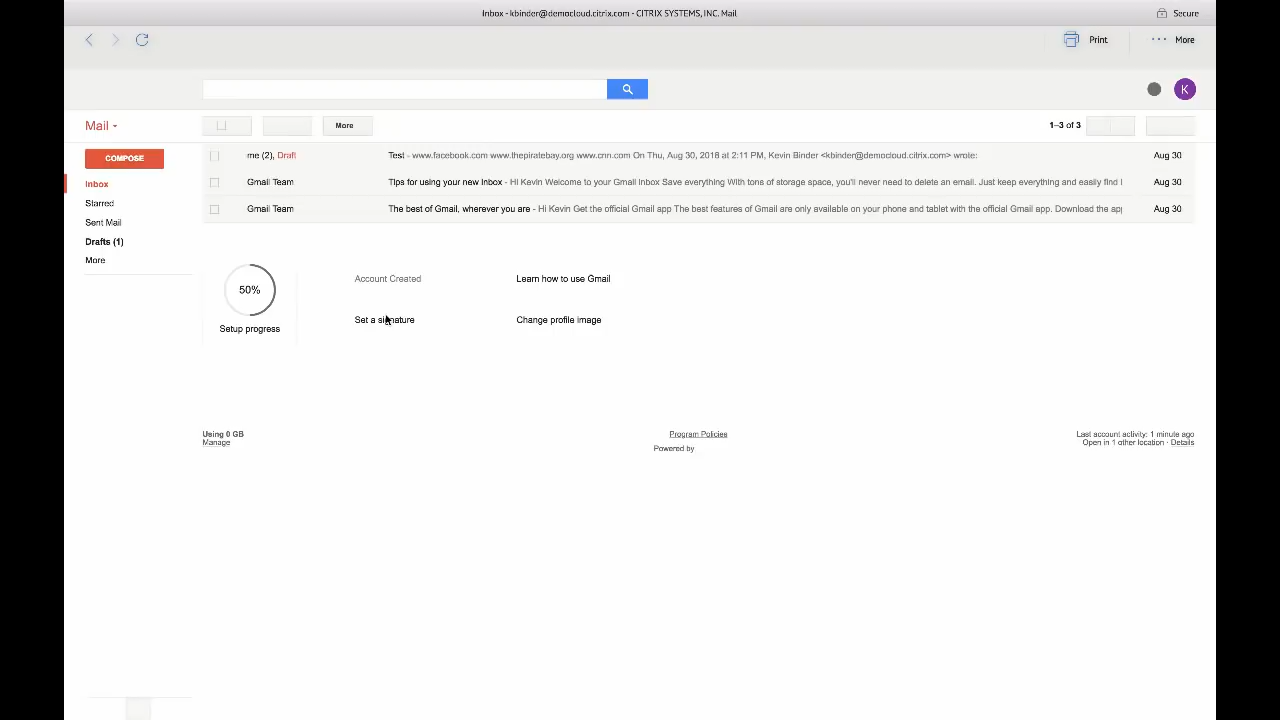 Inbox - kbinder@democloud.citrix.com - CITRIX SYSTEMS, INC. Mail
Secure
Print
More
K
Mail
More
1–3 of 3
COMPOSE
me (2), Draft
Test - www.facebook.com www.thepiratebay.org www.cnn.com On Thu, Aug 30, 2018 at 2:11 PM, Kevin Binder <kbinder@democloud.citrix.com> wrote:
Aug 30
Inbox
Gmail Team
Tips for using your new inbox - Hi Kevin Welcome to your Gmail inbox Save everything With tons of storage space, you'll never need to delete an email. Just keep everything and easily find l
Aug 30
Starred
Gmail Team
The best of Gmail, wherever you are - Hi Kevin Get the official Gmail app The best features of Gmail are only available on your phone and tablet with the official Gmail app. Download the app
Aug 30
Sent Mail
Drafts (1)
More
50%
Setup progress
Account Created
Learn how to use Gmail
Set a signature
Change profile image
Using 0 GB
Manage
Program Policies
Powered by
Last account activity: 1 minute ago
Open in 1 other location · Details